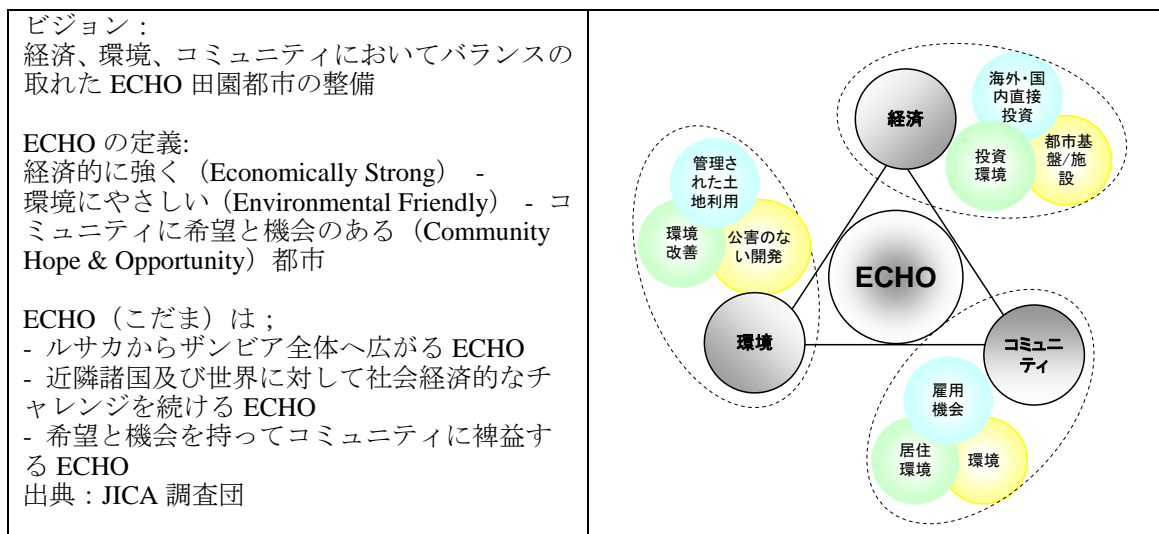 ビジョン：
経済、環境、コミュニティにおいてバランスの
取れた ECHO 田園都市の整備
ECHO の定義:
経済的に強く（Economically Strong） -
環境にやさしい（Environmental Friendly） - コ
ミュニティに希望と機会のある（Community
Hope & Opportunity）都市
ECHO（こだま）は；
- ルサカからザンビア全体へ広がる ECHO
- 近隣諸国及び世界に対して社会経済的なチ
ャレンジを続ける ECHO
- 希望と機会を持ってコミュニティに裨益す
る ECHO
出典：JICA 調査団
経済
海外・国
内直接
投資
投資
環境
都市基
盤/施
設
管理さ
れた土
地利用
環境
改善
公害のな
い開発
環境
ECHO
コミュニ
ティ
雇用
機会
居住
環境
環境